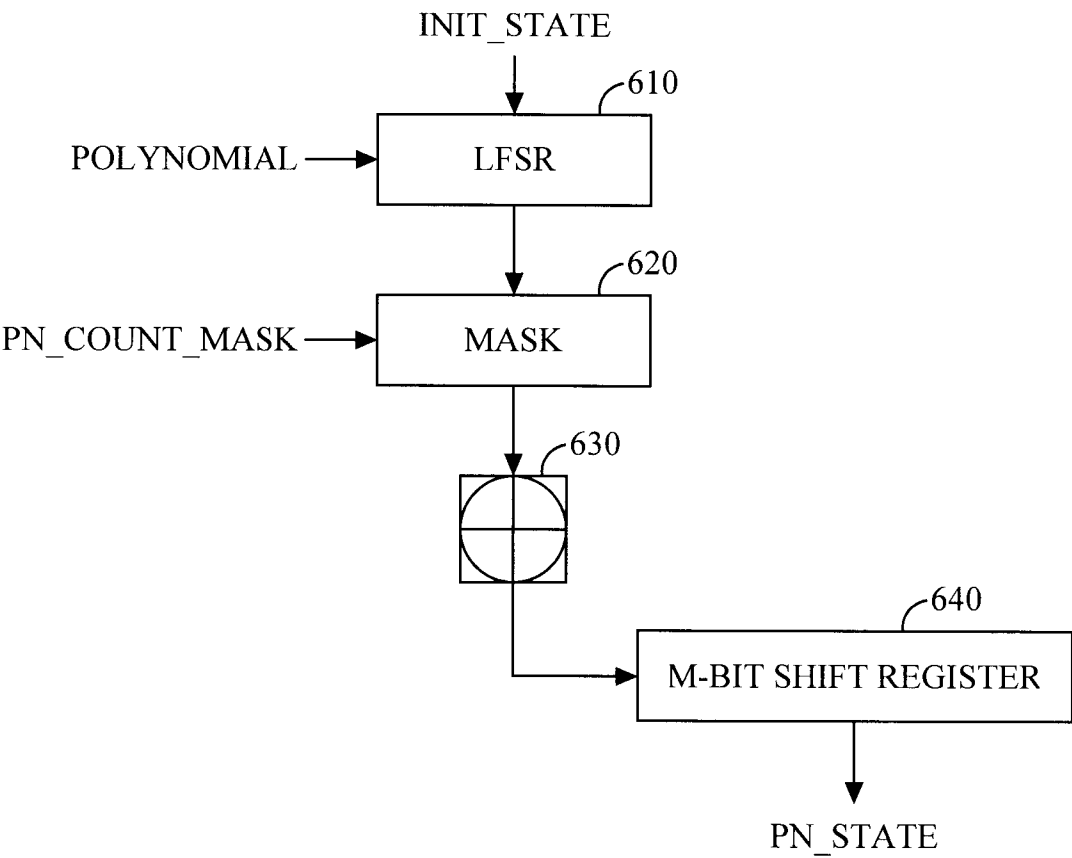 INIT_STATE
610
POLYNOMIAL
LFSR
620
PN_COUNT_MASK
MASK
630
640
M-BIT SHIFT REGISTER
PN_STATE